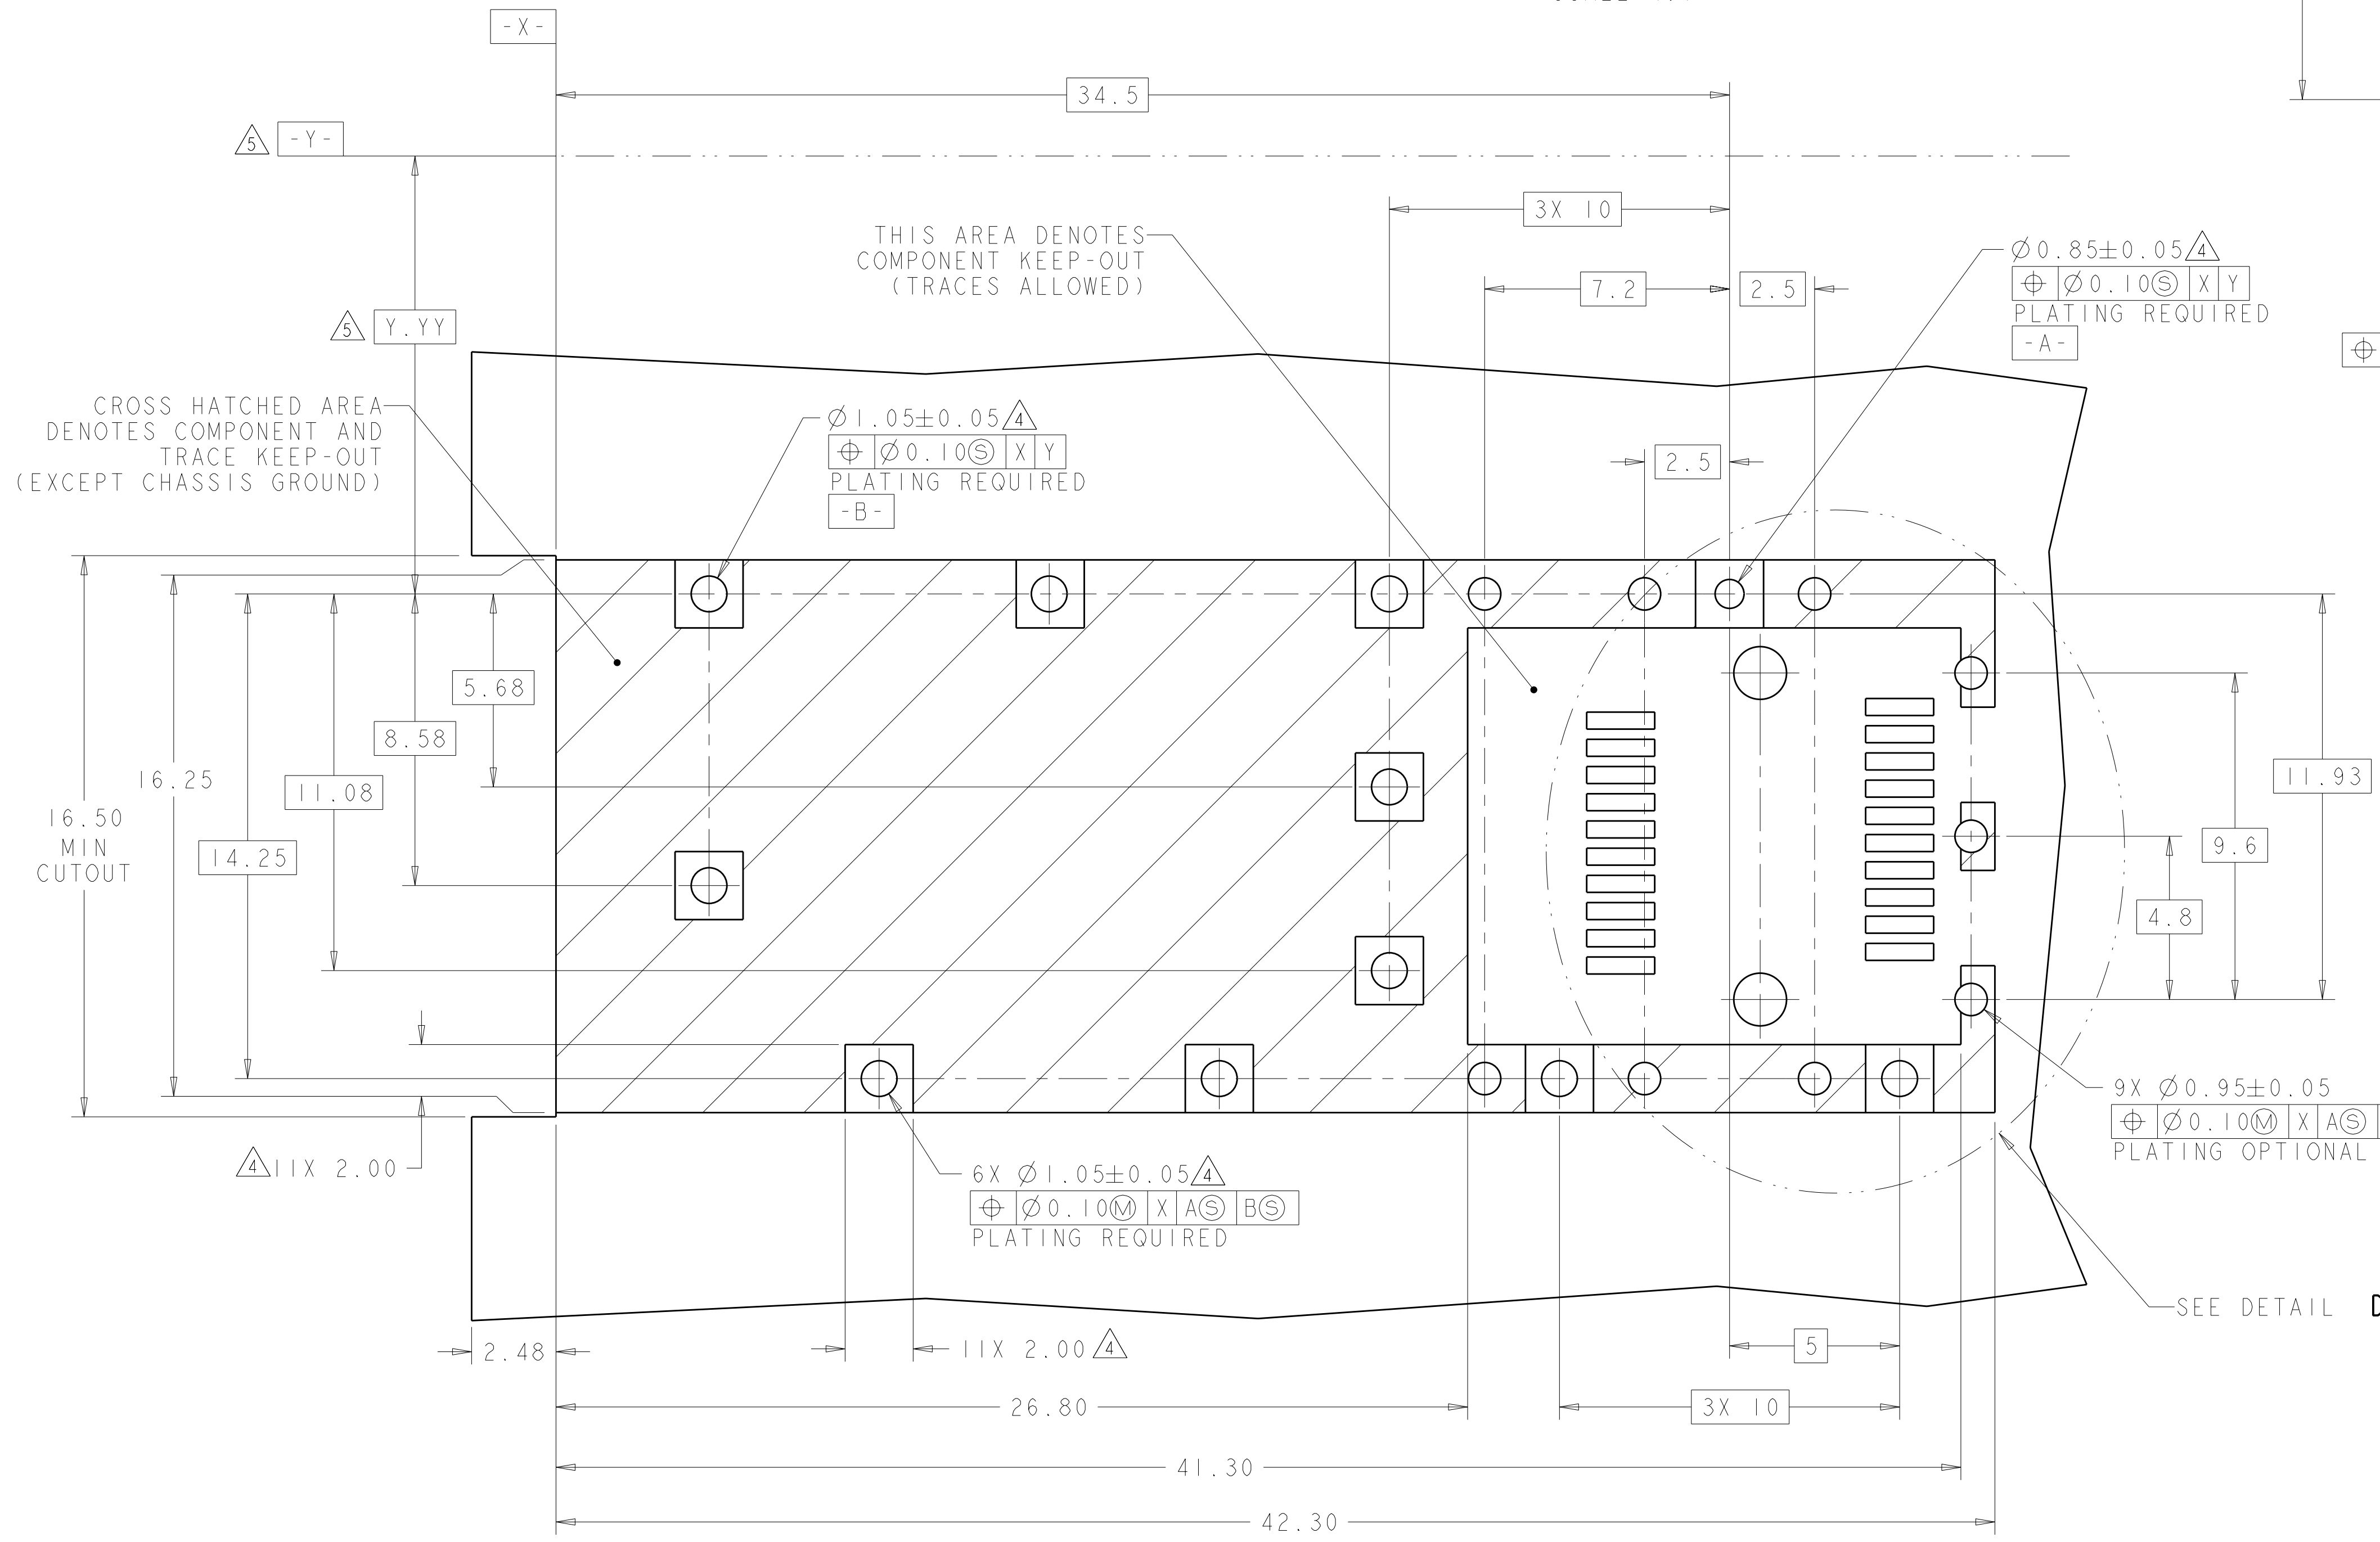 -X-
34.5
5 -Y-
3X 10
THIS AREA DENOTES
COMPONENT KEEP-OUT
(TRACES ALLOWED)
7.2
2.5
Ø0.85±0.05 4
⌖ Ø0.10Ⓢ X Y
PLATING REQUIRED
-A-
5 Y.YY
⌖
CROSS HATCHED AREA
DENOTES COMPONENT AND
TRACE KEEP-OUT
(EXCEPT CHASSIS GROUND)
Ø1.05±0.05 4
⌖ Ø0.10Ⓢ X Y
PLATING REQUIRED
-B-
2.5
5.68
8.58
16.25
11.08
16.50
MIN
CUTOUT
14.25
11.93
9.6
4.8
4 11X 2.00
6X Ø1.05±0.05 4
⌖ Ø0.10Ⓜ X AⓈ BⓈ
PLATING REQUIRED
9X Ø0.95±0.05
⌖ Ø0.10Ⓜ X AⓈ
PLATING OPTIONAL
SEE DETAIL D
2.48
11X 2.00 4
5
26.80
3X 10
41.30
42.30